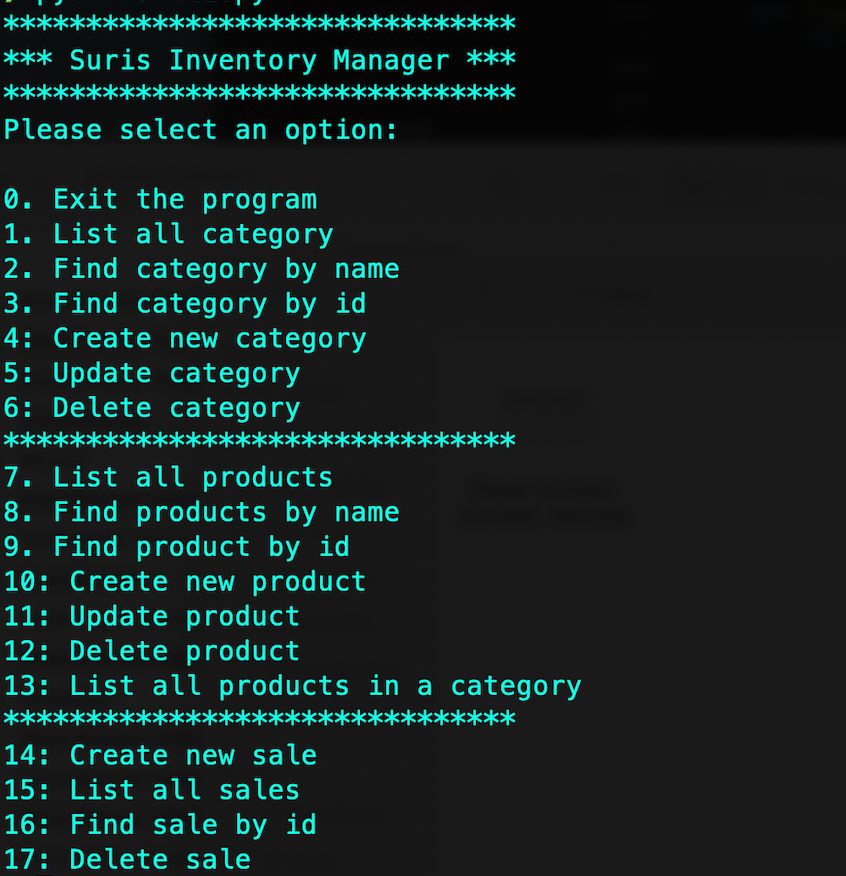 *******************************
*** Suris Inventory Manager ***
*******************************
Please select an option:
0. Exit the program
1. List all category
2. Find category by name
3. Find category by id
4: Create new category
5: Update category
6: Delete category
*******************************
7. List all products
8. Find products by name
9. Find product by id
10: Create new product
11: Update product
12: Delete product
13: List all products in a category
*******************************
14: Create new sale
15: List all sales
16: Find sale by id
17: Delete sale